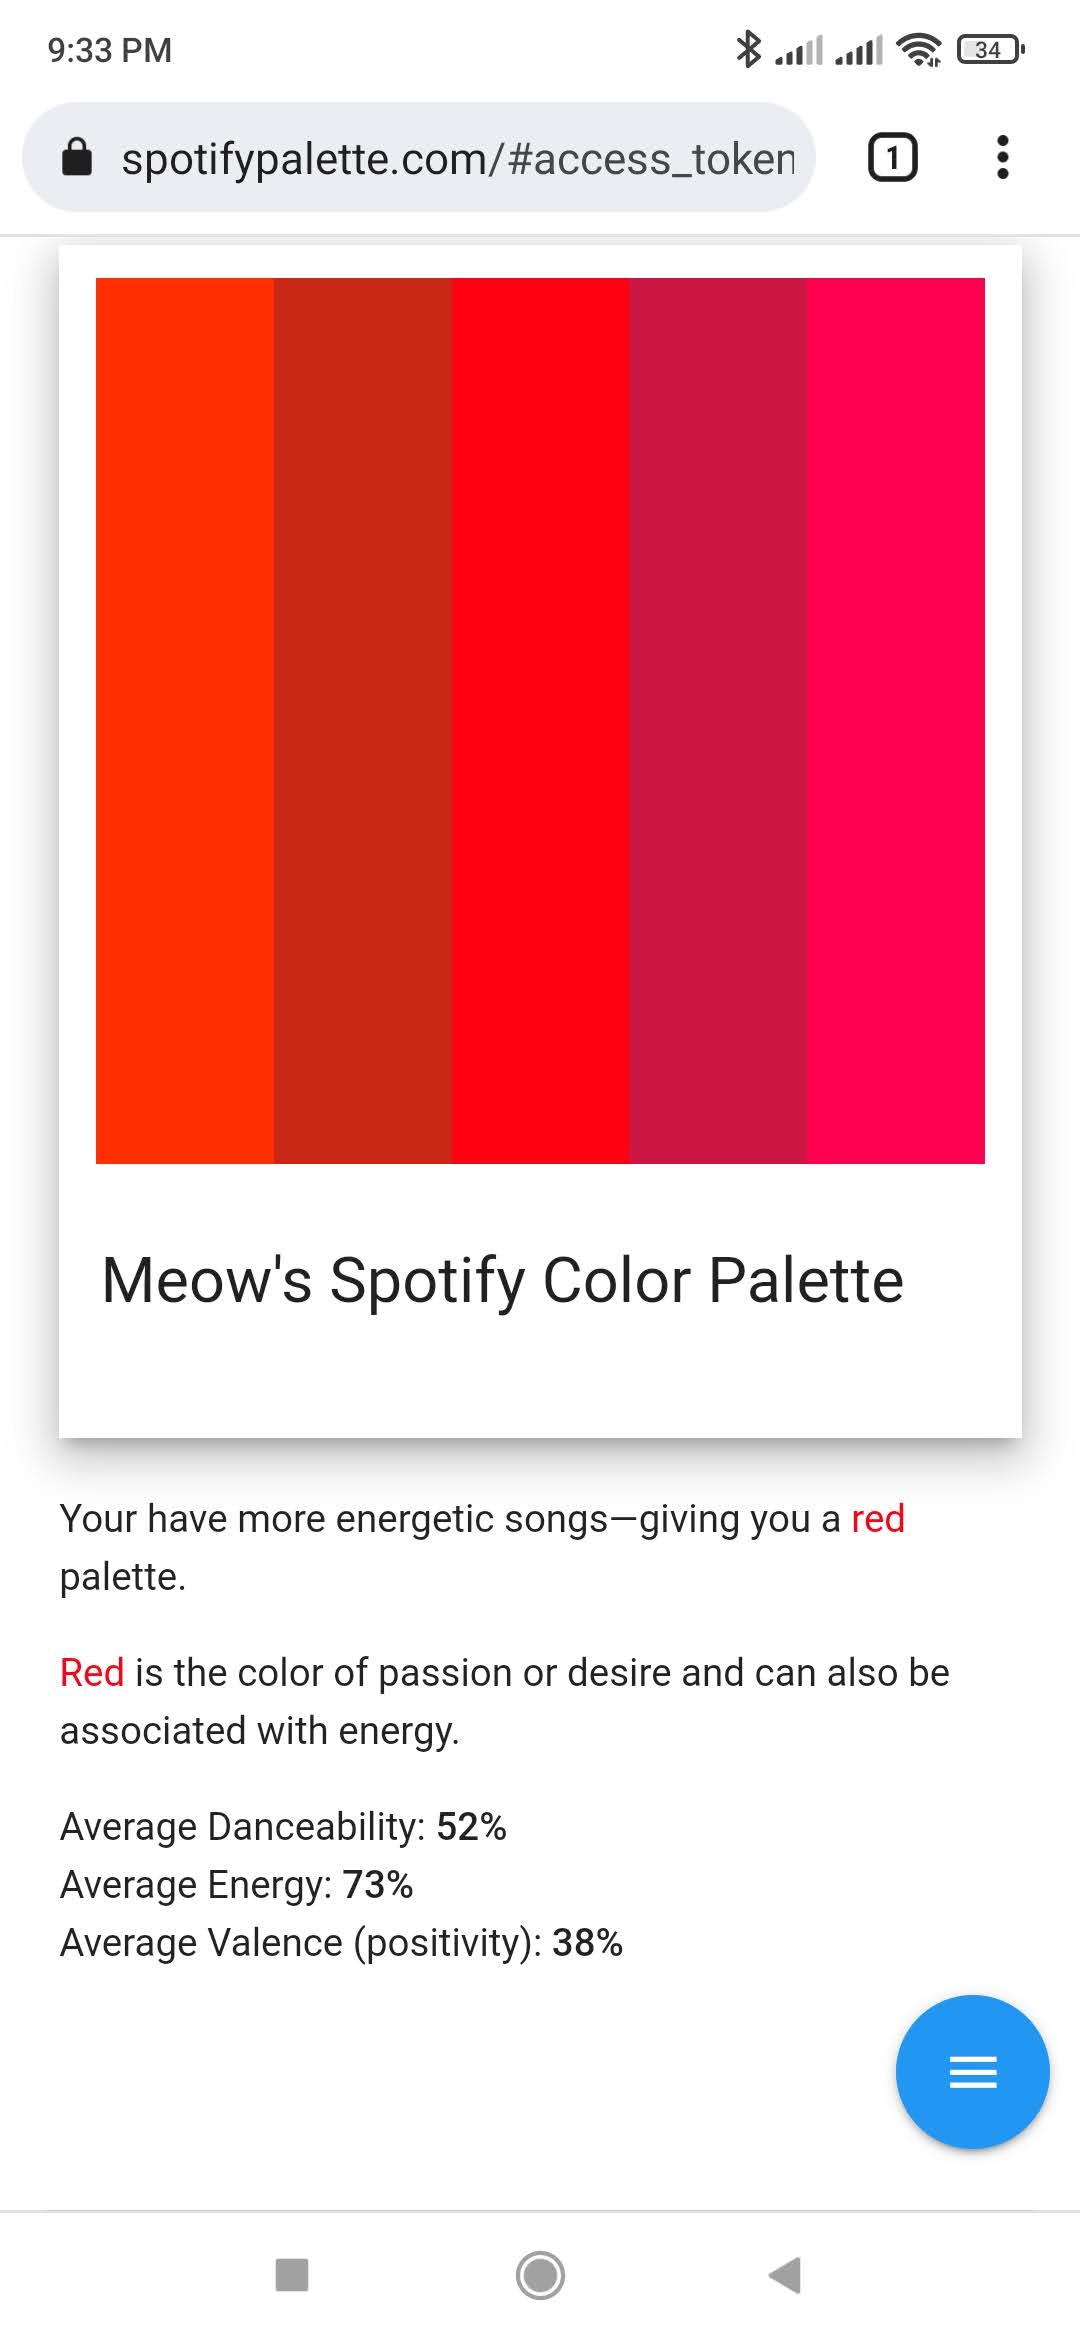 9:33 PM
34
spotifypalette.com/#access_token
1
Meow's Spotify Color Palette
Your have more energetic songs—giving you a red
palette.
Red is the color of passion or desire and can also be
associated with energy.
Average Danceability: 52%
Average Energy: 73%
Average Valence (positivity): 38%